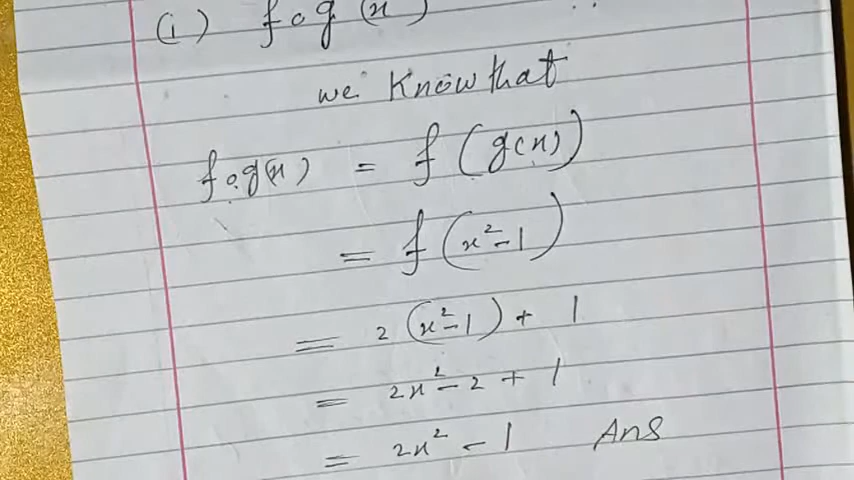 (i) fog(x)
we know that
fog(x) = f(g(x))
= f(x²-1)
= 2(x²-1) + 1
= 2x²-2 + 1
= 2x² - 1 Ans